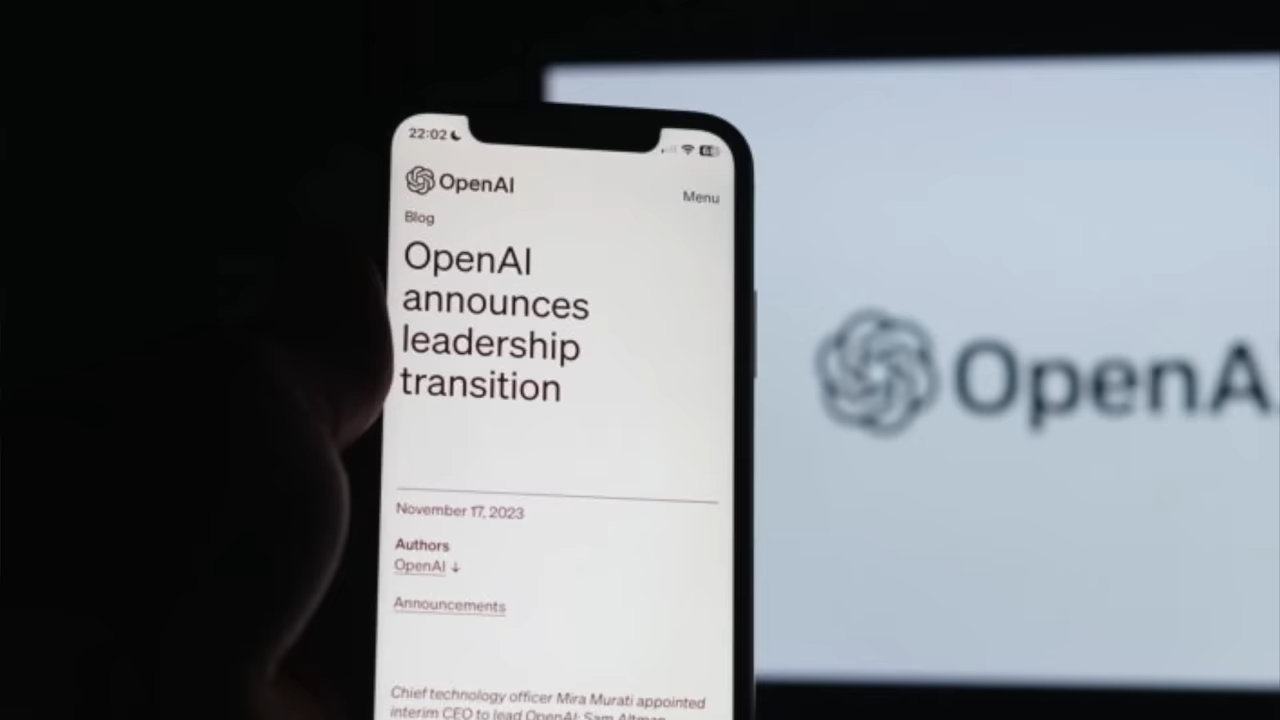 22:02
OpenAI
Menu
Blog
OpenAI
announces
leadership
transition
November 17, 2023
Authors
OpenAI ↓
Announcements
Chief technology officer Mira Murati appointed
interim CEO to lead OpenAI; Sam Altman
OpenA